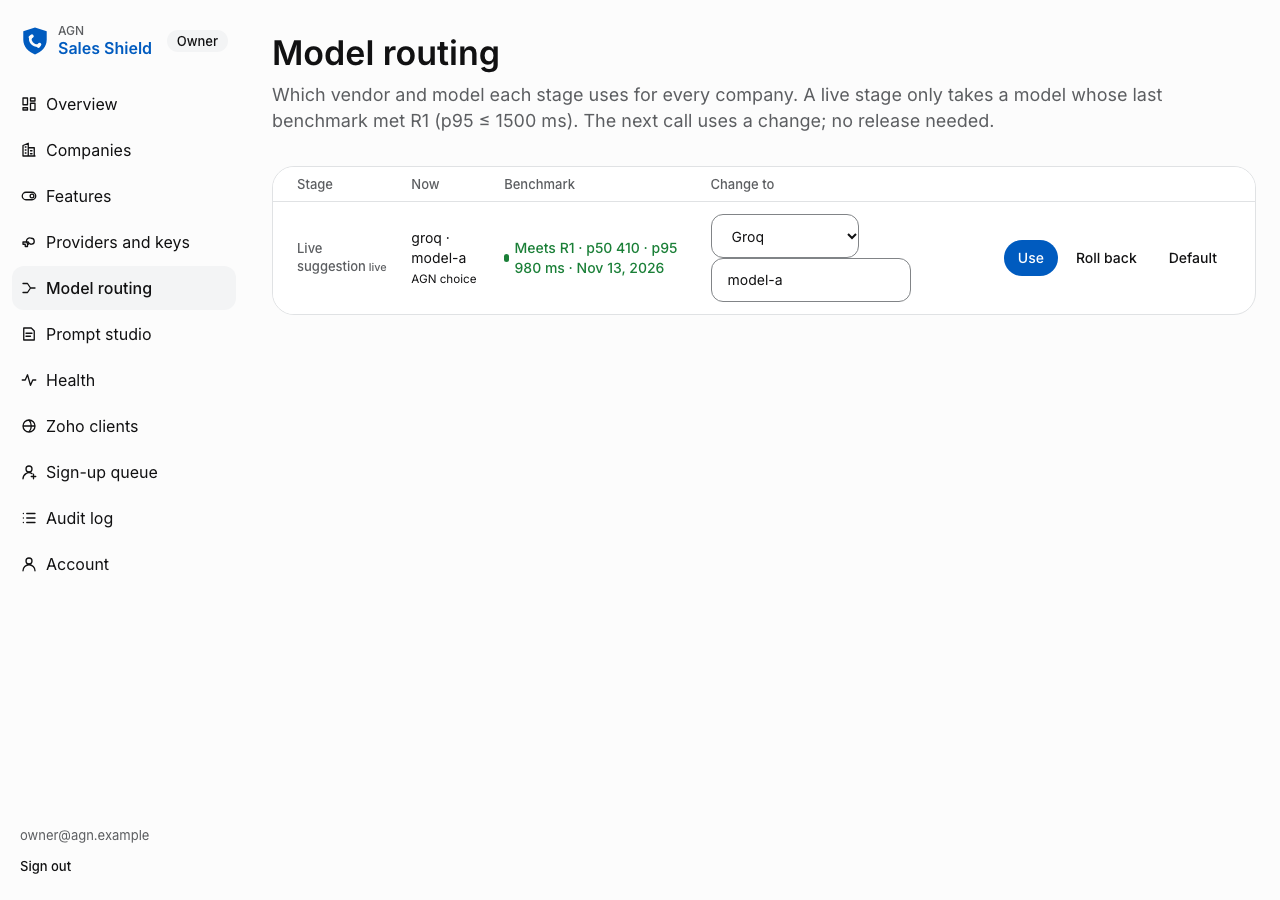 AGN
Sales Shield
Owner
Overview
Companies
Features
Providers and keys
Model routing
Prompt studio
Health
Zoho clients
Sign-up queue
Audit log
Account
owner@agn.example
Sign out
Model routing
Which vendor and model each stage uses for every company. A live stage only takes a model whose last
benchmark met R1 (p95 ≤ 1500 ms). The next call uses a change; no release needed.
Stage Now Benchmark Change to
Live
suggestion live
groq ·
model-a
AGN choice
Meets R1 · p50 410 · p95
980 ms · Nov 13, 2026
Groq
model-a
Use Roll back Default